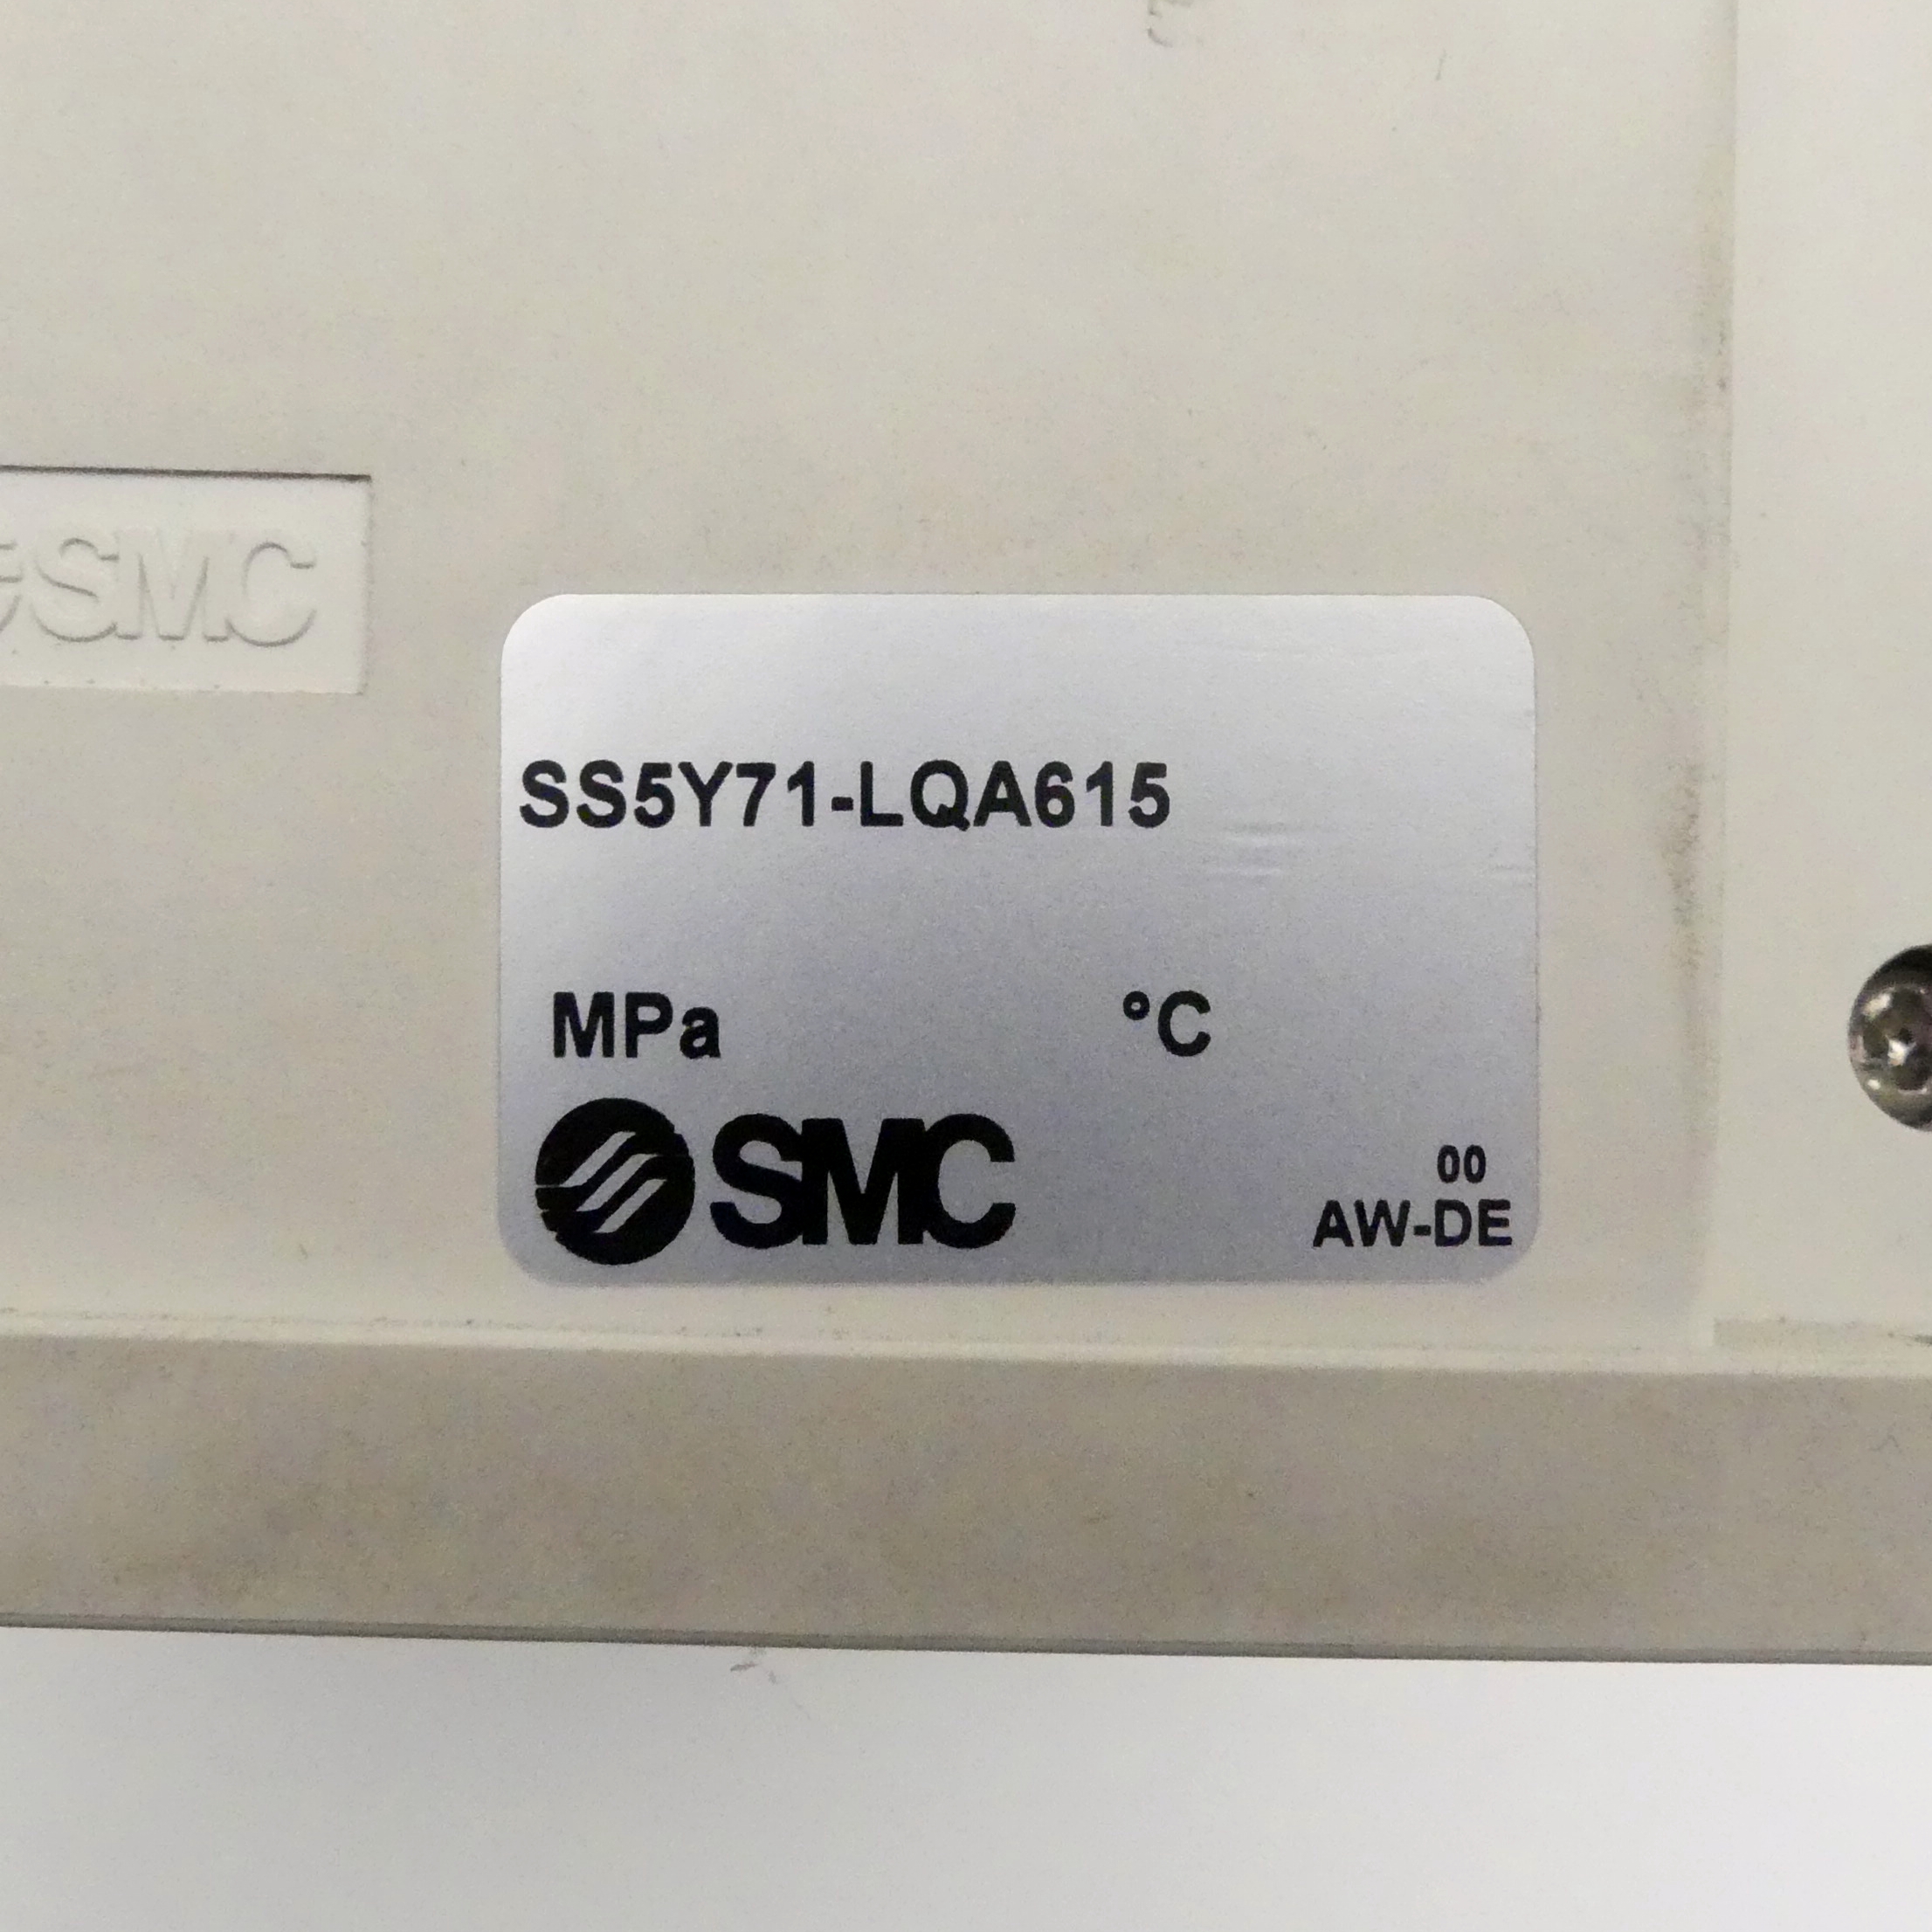 SMC
SS5Y71-LQA615
MPa °C
SMC
00
AW-DE